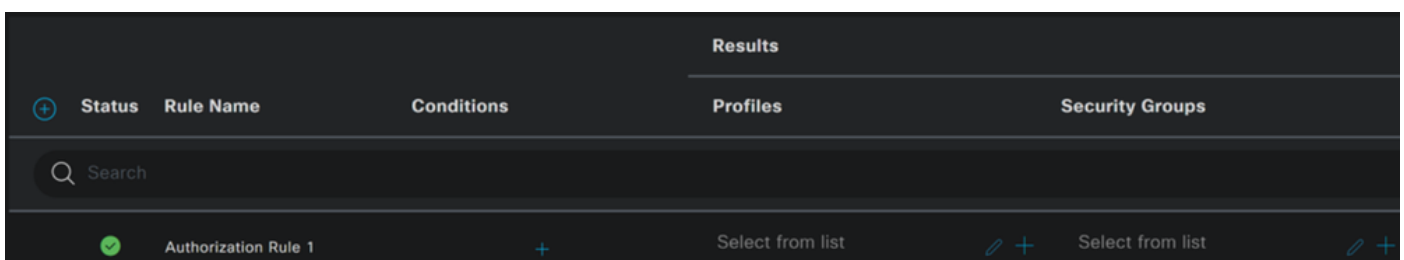 Results
Status Rule Name Conditions Profiles Security Groups
Search
Authorization Rule 1 Select from list Select from list